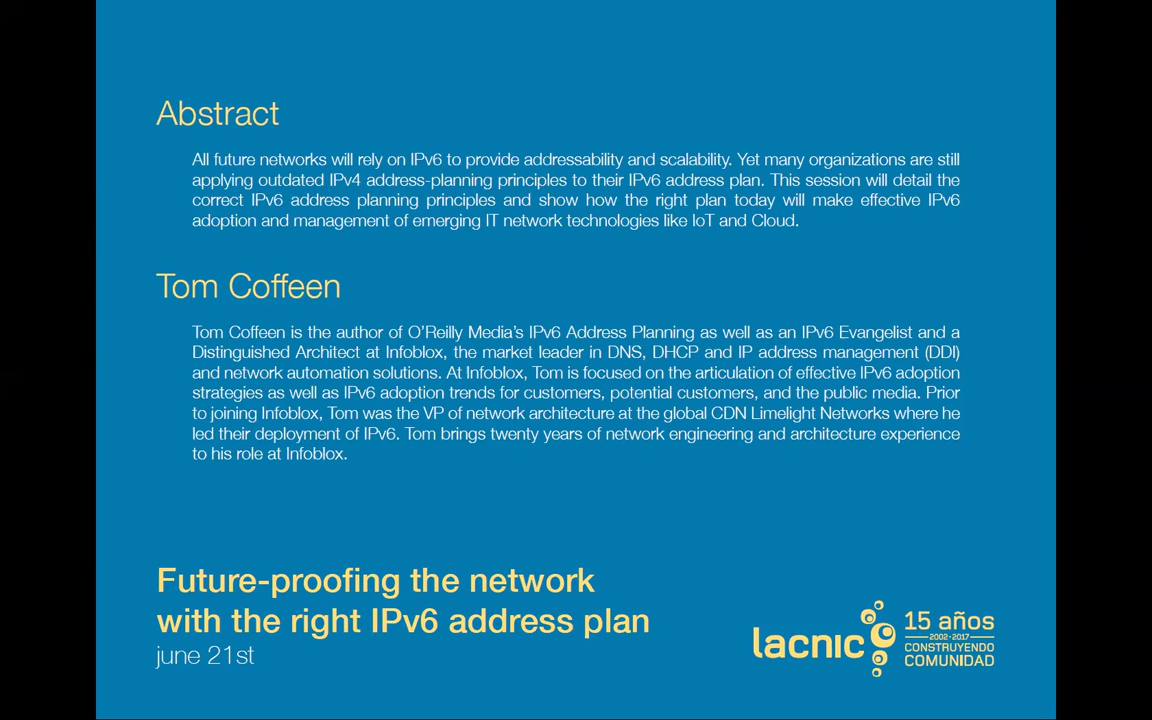 Abstract
All future networks will rely on IPv6 to provide addressability and scalability. Yet many organizations are still
applying outdated IPv4 address-planning principles to their IPv6 address plan. This session will detail the
correct IPv6 address planning principles and show how the right plan today will make effective IPv6
adoption and management of emerging IT network technologies like IoT and Cloud.
Tom Coffeen
Tom Coffeen is the author of O'Reilly Media's IPv6 Address Planning as well as an IPv6 Evangelist and a
Distinguished Architect at Infoblox, the market leader in DNS, DHCP and IP address management (DDI)
and network automation solutions. At Infoblox, Tom is focused on the articulation of effective IPv6 adoption
strategies as well as IPv6 adoption trends for customers, potential customers, and the public media. Prior
to joining Infoblox, Tom was the VP of network architecture at the global CDN Limelight Networks where he
led their deployment of IPv6. Tom brings twenty years of network engineering and architecture experience
to his role at Infoblox.
Future-proofing the network
with the right IPv6 address plan
june 21st
lacnic
15 años
2002-2017
CONSTRUYENDO
COMUNIDAD